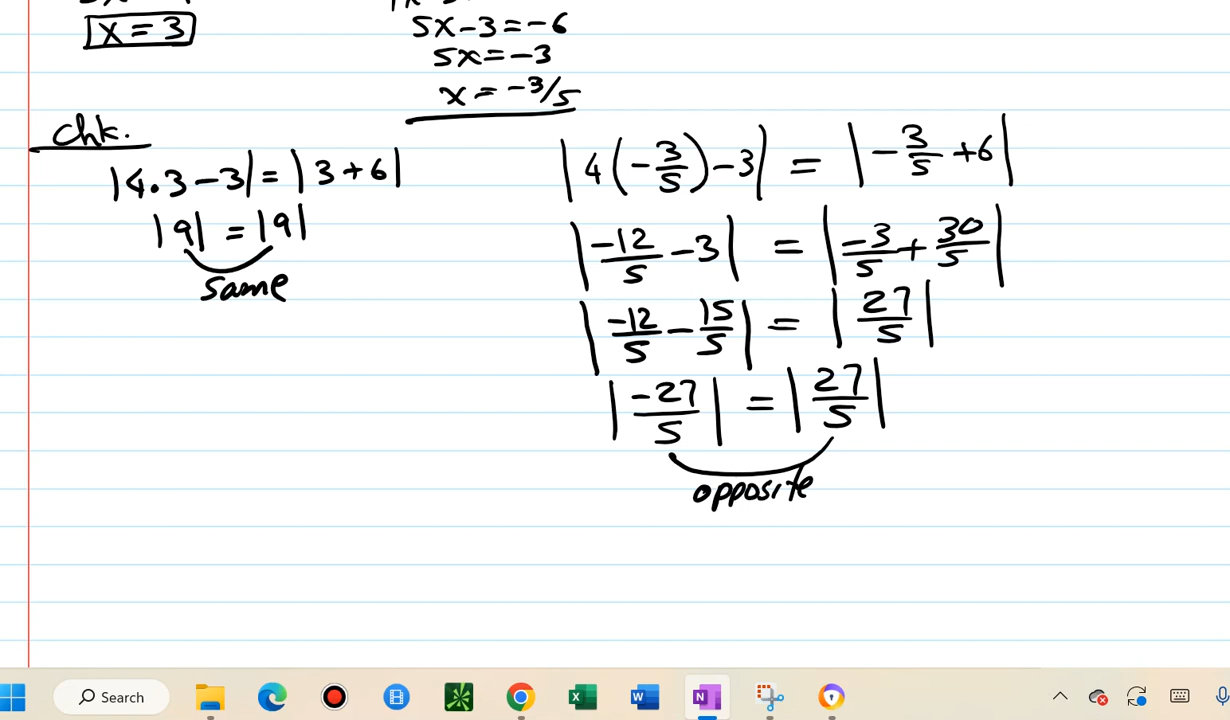 x = 3
5x-3=-6
5x=-3
x = -3/5
Chk.
|4.3-3| = |3+6|
|9| = |9|
same
|4(-3/5)-3| = |-3/5+6|
|-12/5-3| = |-3/5+30/5|
|-12/5-15/5| = |27/5|
|-27/5| = |27/5|
opposite
Search